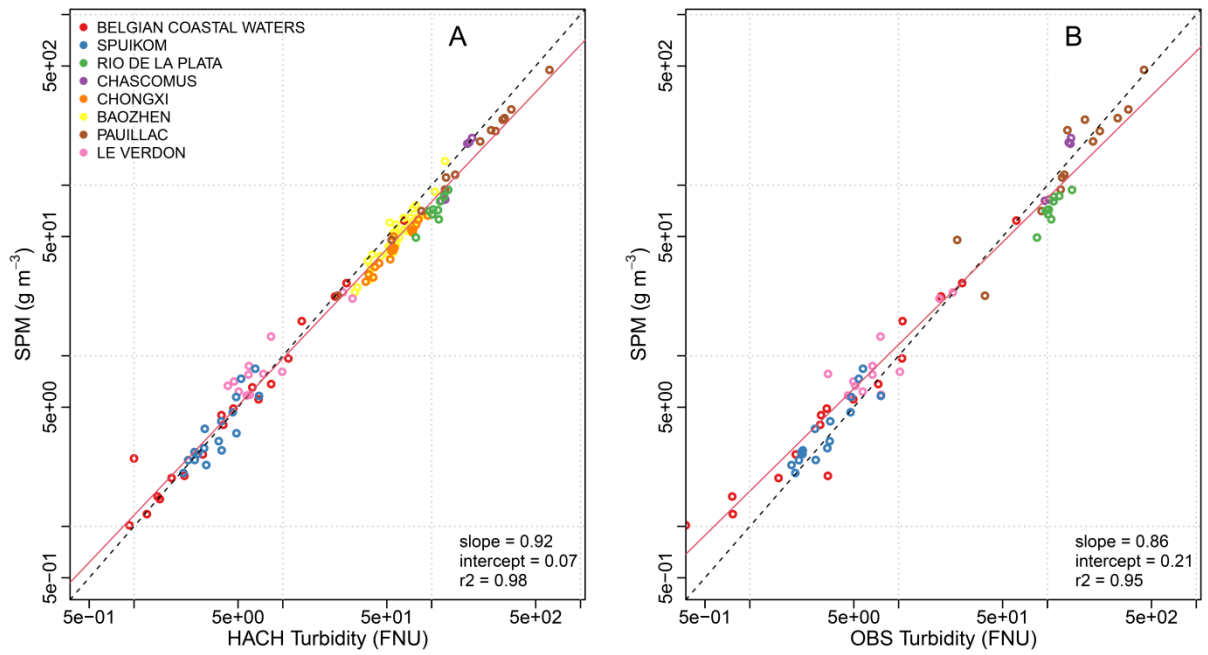 A
BELGIAN COASTAL WATERS
SPUIKOM
RIO DE LA PLATA
CHASCOMUS
CHONGXI
BAOZHEN
PAUILLAC
LE VERDON
SPM (g m⁻³)
5e+02
5e+01
5e+00
5e−01
slope = 0.92
intercept = 0.07
r2 = 0.98
5e−01 5e+00 5e+01 5e+02
HACH Turbidity (FNU)
B
SPM (g m⁻³)
5e+02
5e+01
5e+00
5e−01
slope = 0.86
intercept = 0.21
r2 = 0.95
5e−01 5e+00 5e+01 5e+02
OBS Turbidity (FNU)